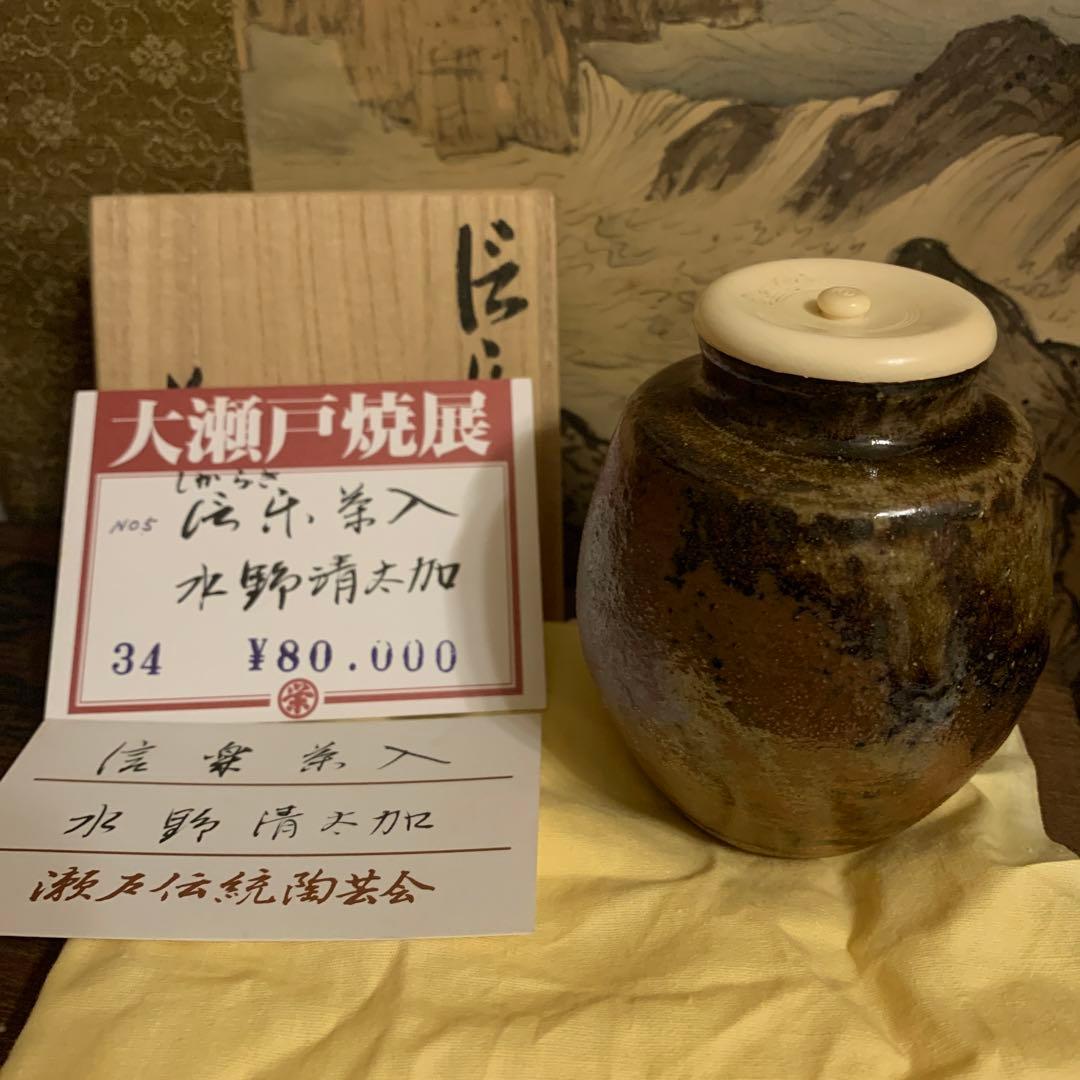 信
大瀬戸焼展
しがらき
NO5 信楽茶入
水野清太加
34 ¥80.000
栄
信楽茶入
水野清太加
瀬戸伝統陶芸会